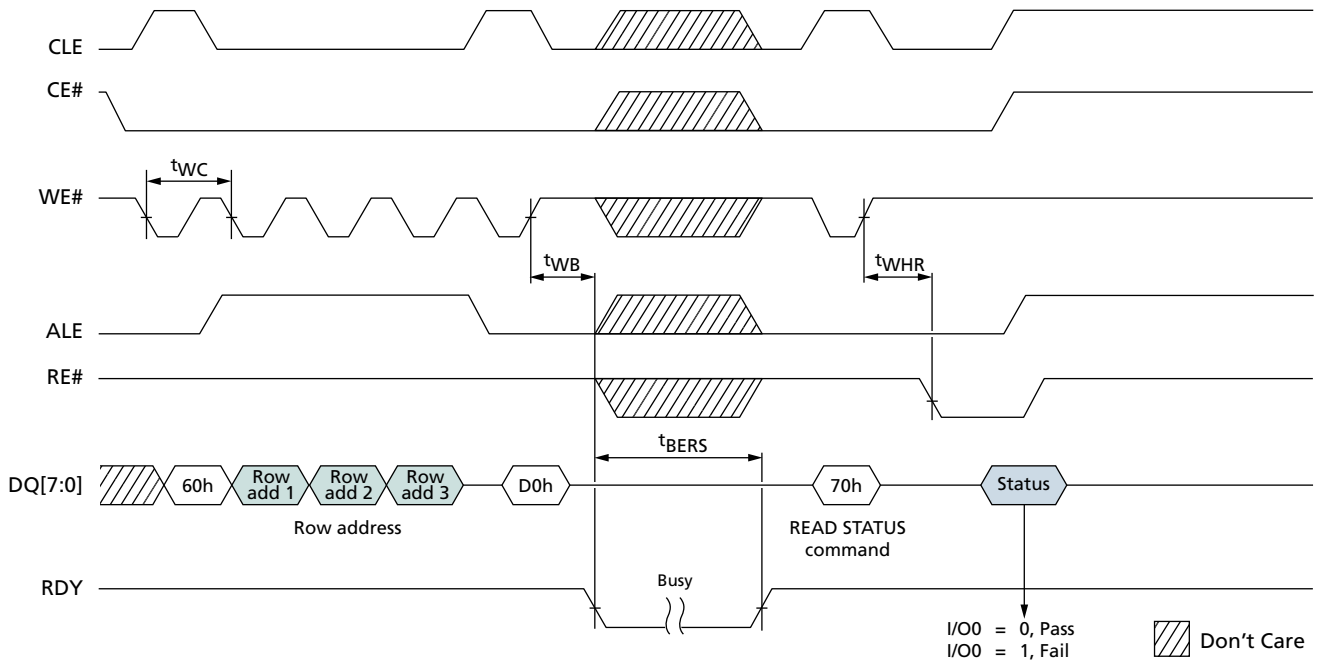 CLE
CE#
tWC
WE#
tWB
tWHR
ALE
RE#
tBERS
DQ[7:0]
60h
Row add 1
Row add 2
Row add 3
D0h
70h
Status
Row address
READ STATUS
command
RDY
Busy
I/O0 = 0, Pass
I/O0 = 1, Fail
Don't Care